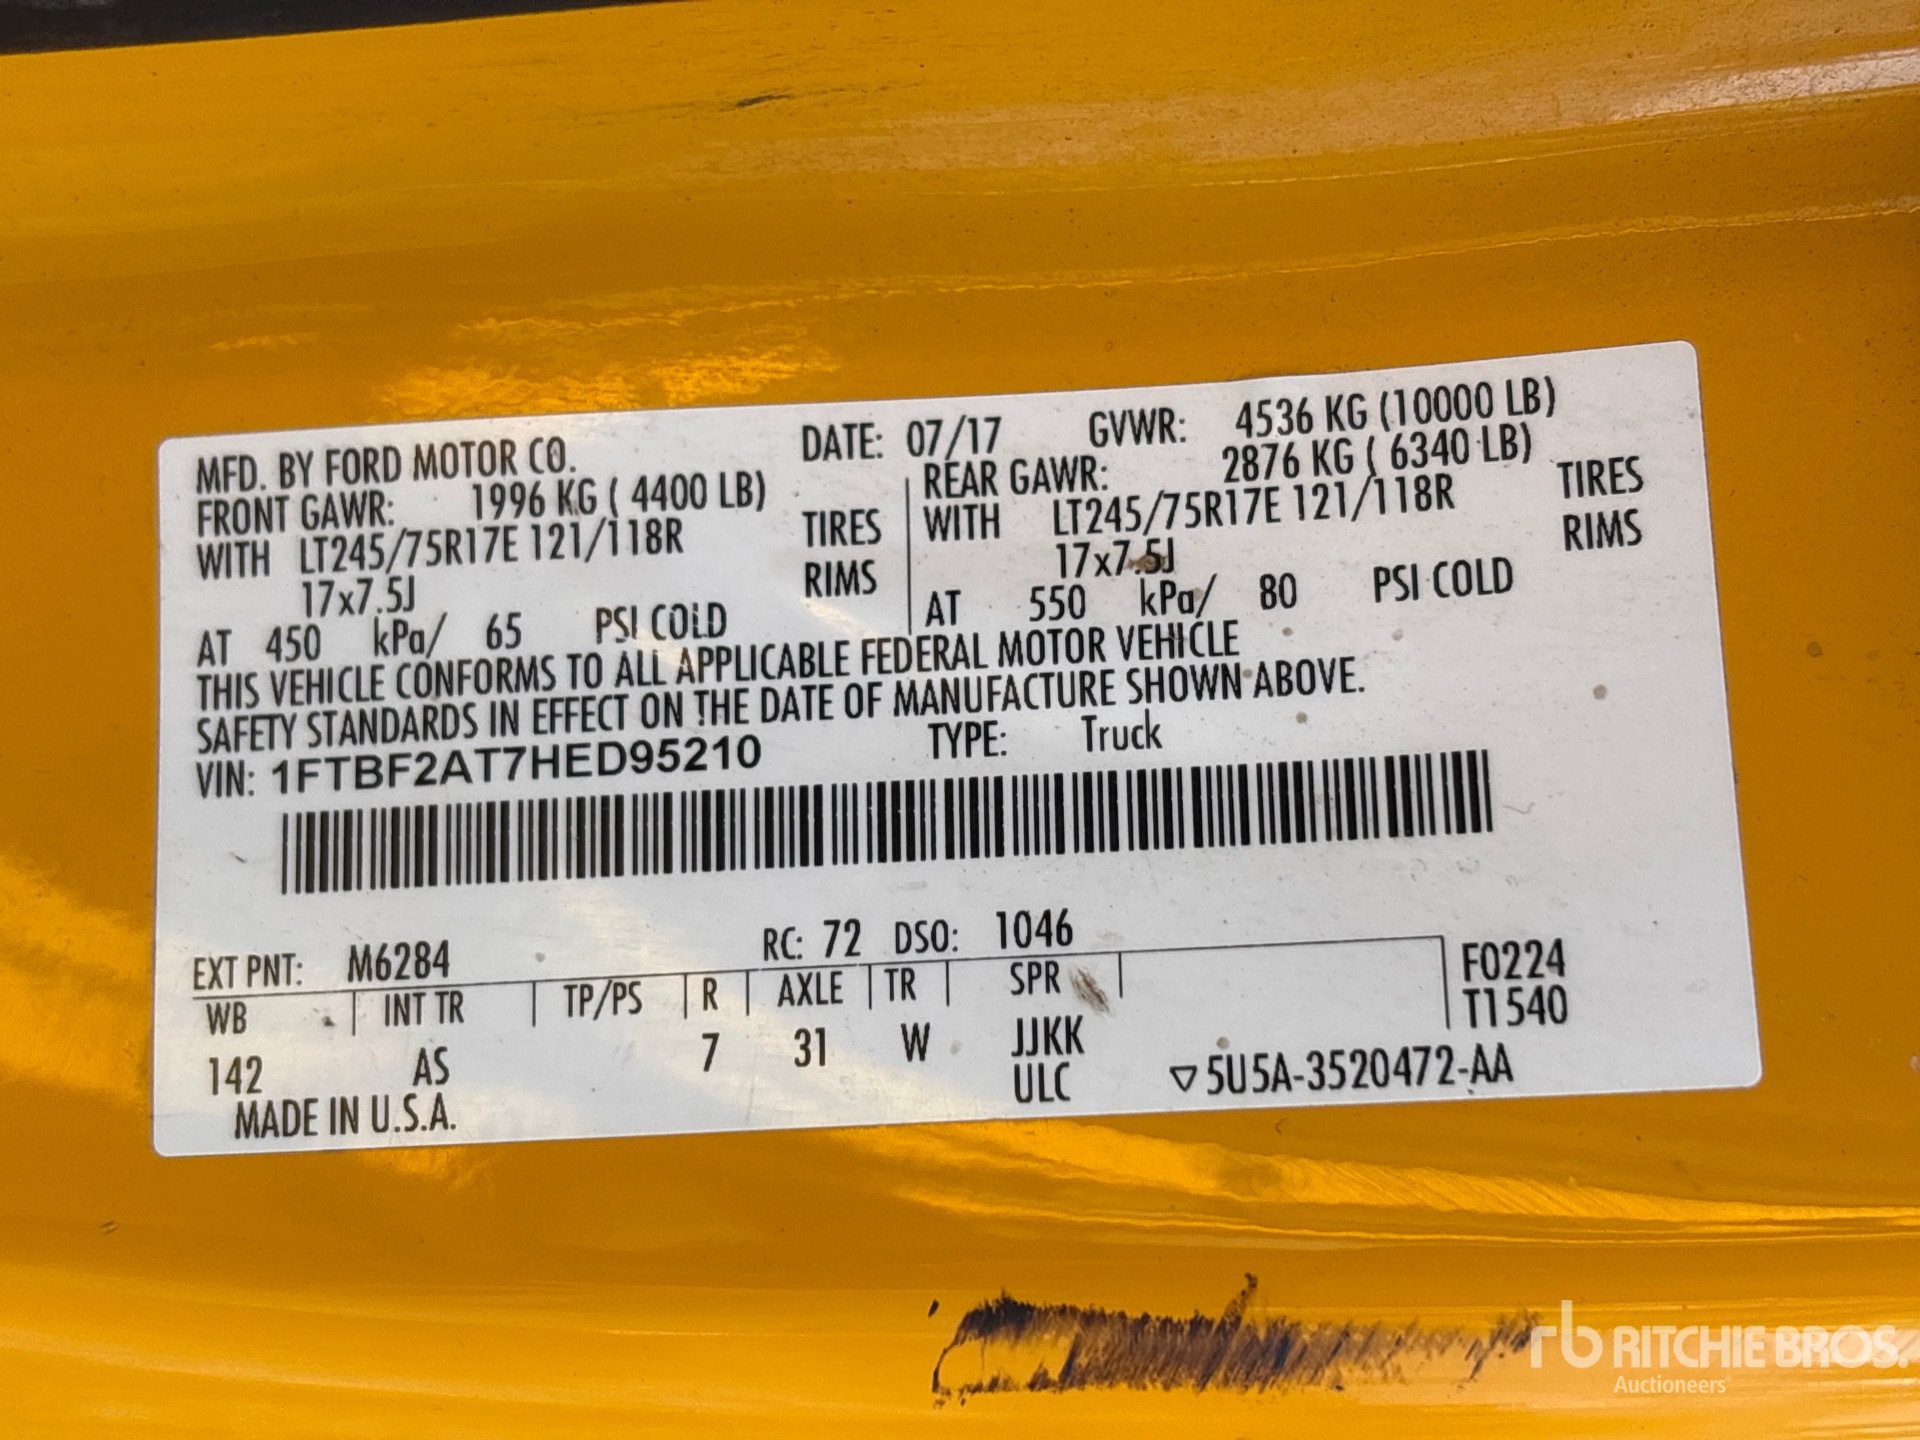 MFD. BY FORD MOTOR CO. DATE: 07/17 GVWR: 4536 KG (10000 LB)
FRONT GAWR: 1996 KG ( 4400 LB) REAR GAWR: 2876 KG ( 6340 LB)
WITH LT245/75R17E 121/118R TIRES WITH LT245/75R17E 121/118R TIRES
17x7.5J RIMS 17x7.5J RIMS
AT 450 kPa/ 65 PSI COLD AT 550 kPa/ 80 PSI COLD
THIS VEHICLE CONFORMS TO ALL APPLICABLE FEDERAL MOTOR VEHICLE
SAFETY STANDARDS IN EFFECT ON THE DATE OF MANUFACTURE SHOWN ABOVE.
VIN: 1FTBF2AT7HED95210 TYPE: Truck
EXT PNT: M6284 RC: 72 DSO: 1046
WB INT TR TP/PS R AXLE TR SPR F0224
T1540
142 AS 7 31 W JJKK
ULC ▽5U5A-3520472-AA
MADE IN U.S.A.
rb RITCHIE BROS.
Auctioneers